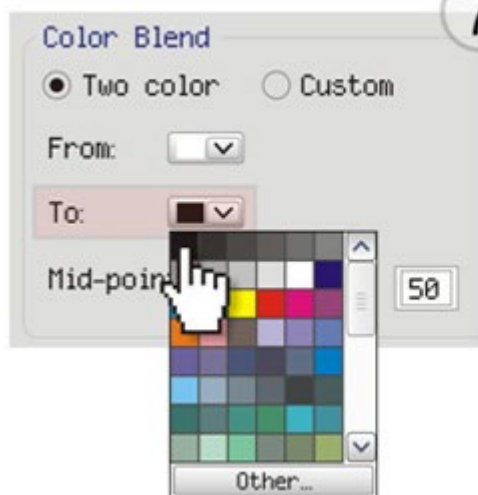 Color Blend
Two color Custom
From:
To:
Mid-poin
50
Other...